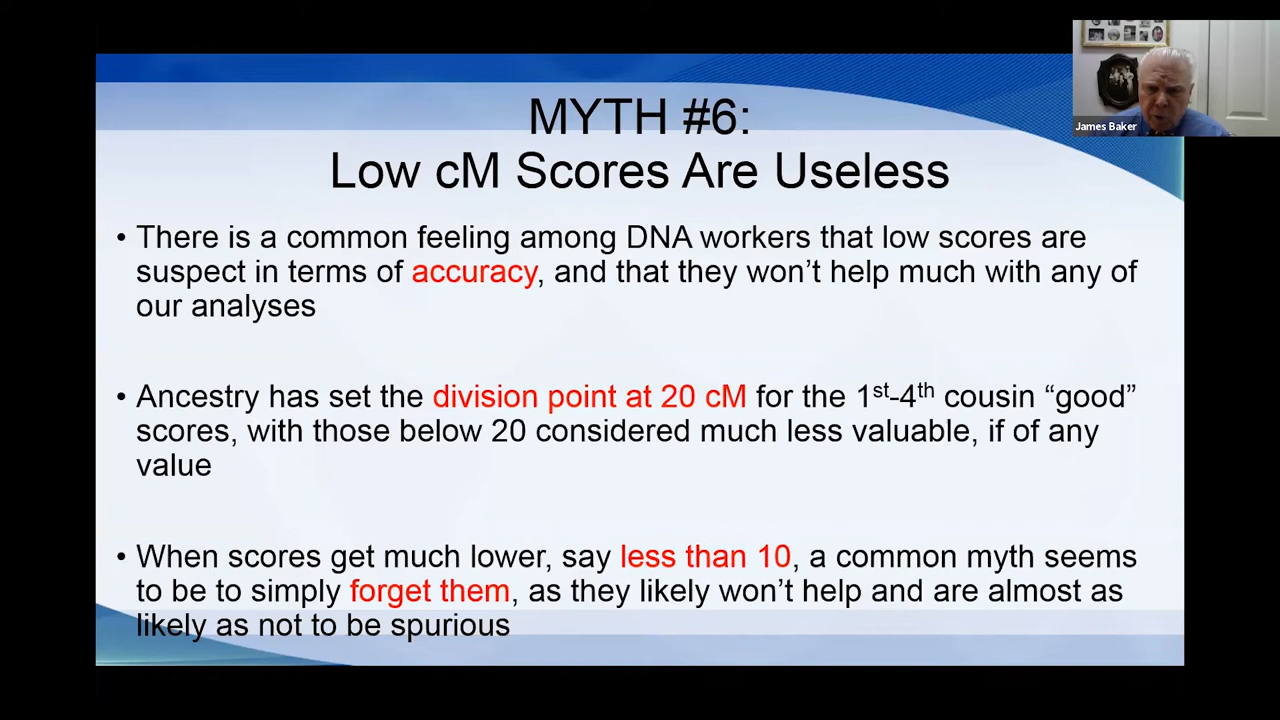 MYTH #6:
Low cM Scores Are Useless
• There is a common feeling among DNA workers that low scores are
suspect in terms of accuracy, and that they won’t help much with any of
our analyses
• Ancestry has set the division point at 20 cM for the 1st-4th cousin “good”
scores, with those below 20 considered much less valuable, if of any
value
• When scores get much lower, say less than 10, a common myth seems
to be to simply forget them, as they likely won’t help and are almost as
likely as not to be spurious
James Baker